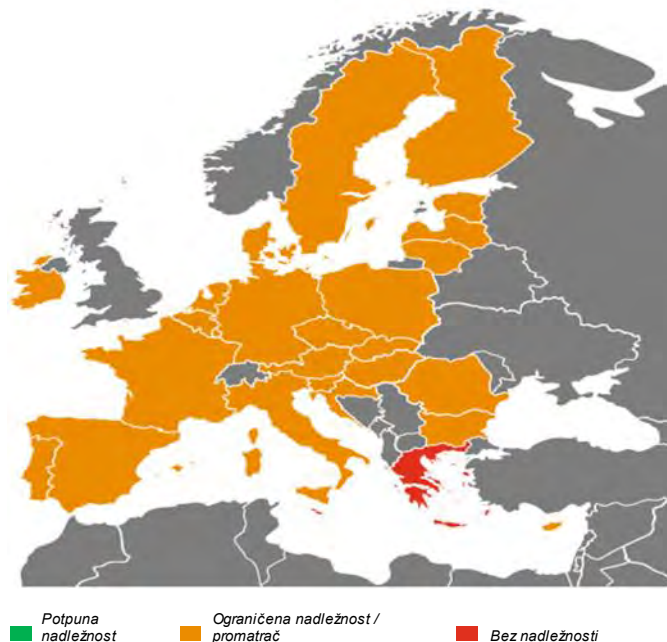 Potpuna
nadležnost
Ograničena nadležnost /
promatrač
Bez nadležnosti